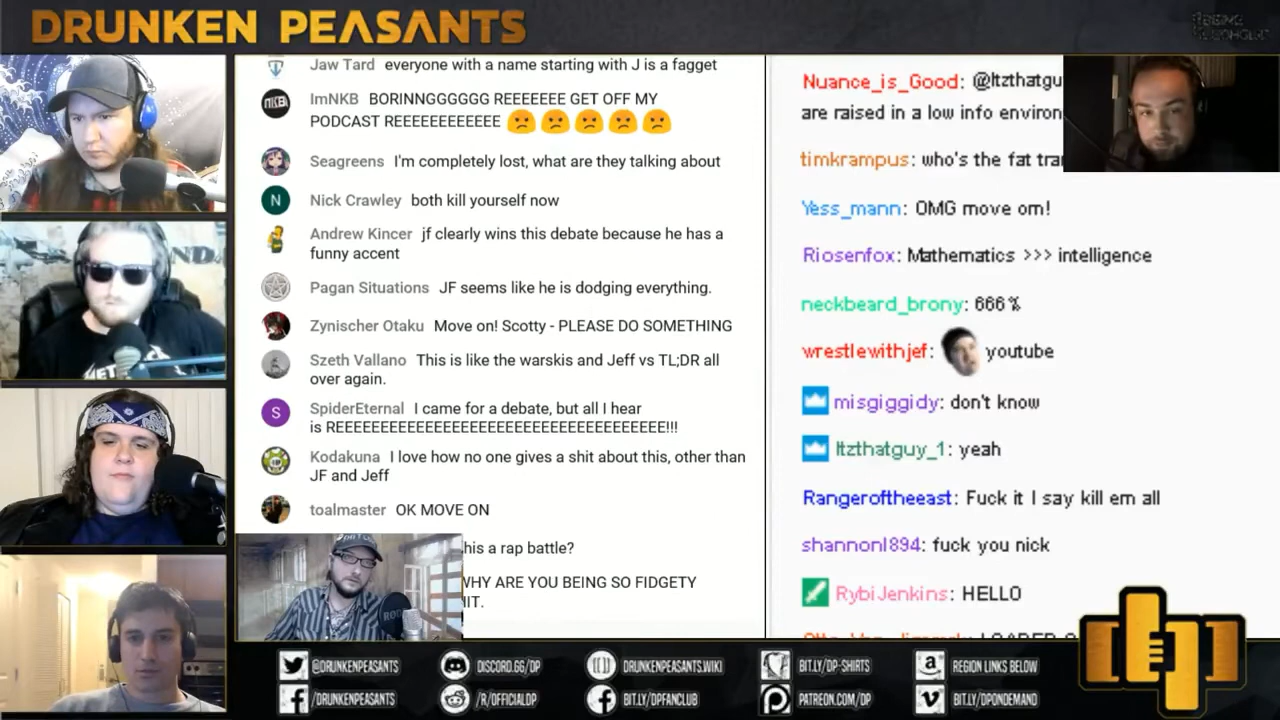 DRUNKEN PEASANTS
Jaw Tard everyone with a name starting with J is a fagget
ImNKB BORINNGGGGGG REEEEEEE GET OFF MY
PODCAST REEEEEEEEEEEE
Seagreens I'm completely lost, what are they talking about
N Nick Crawley both kill yourself now
Andrew Kincer jf clearly wins this debate because he has a
funny accent
Pagan Situations JF seems like he is dodging everything.
Zynischer Otaku Move on! Scotty - PLEASE DO SOMETHING
Szeth Vallano This is like the warskis and Jeff vs TL;DR all
over again.
S SpiderEternal I came for a debate, but all I hear
is REEEEEEEEEEEEEEEEEEEEEEEEEEEEEEEEEEEEE!!!
Kodakuna I love how no one gives a shit about this, other than
JF and Jeff
toalmaster OK MOVE ON
his a rap battle?
WHY ARE YOU BEING SO FIDGETY
IT.
Nuance_is_Good: @Itzthatgu
are raised in a low info environ
timkrampus: who's the fat tra
Yess_mann: OMG move om!
Riosenfox: Mathematics >>> intelligence
neckbeard_brony: 666%
wrestlewithjef: youtube
misgiggidy: don't know
Itzthatguy_1: yeah
Rangeroftheeast: Fuck it I say kill em all
shannon1894: fuck you nick
RybiJenkins: HELLO
@DRUNKENPEASANTS
DISCORD.GG/DP
DRUNKENPEASANTS.WIKI
BIT.LY/DP-SHIRTS
REGION LINKS BELOW
/DRUNKENPEASANTS
/R/OFFICIALDP
BIT.LY/DPFANCLUB
PATREON.COM/DP
BIT.LY/DPONDEMAND